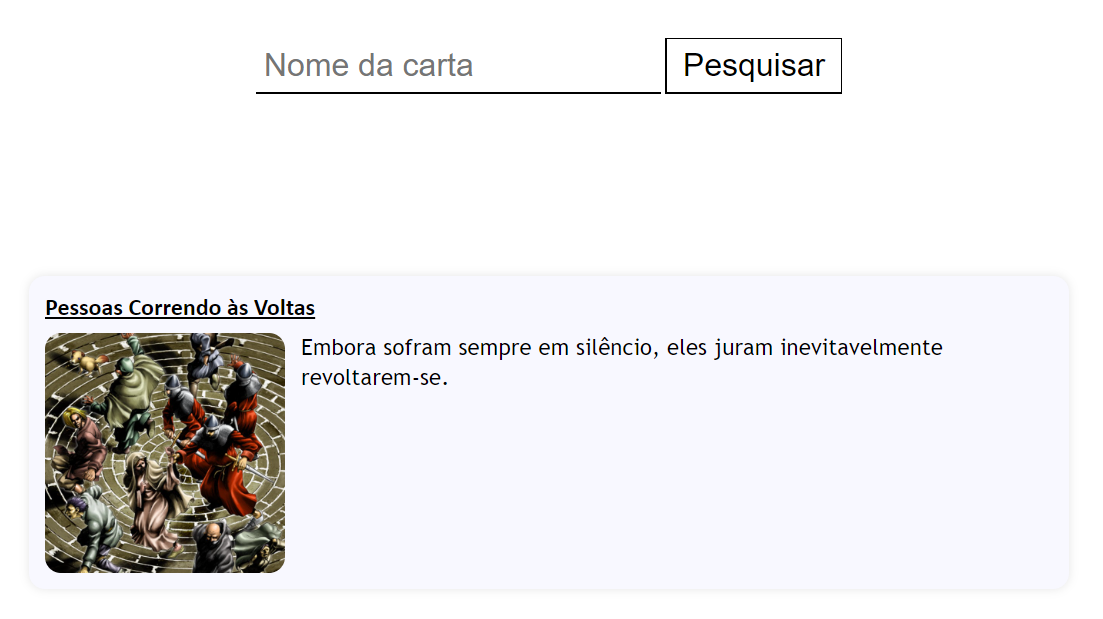 Nome da carta
Pesquisar
Pessoas Correndo às Voltas
Embora sofram sempre em silêncio, eles juram inevitavelmente
revoltarem-se.